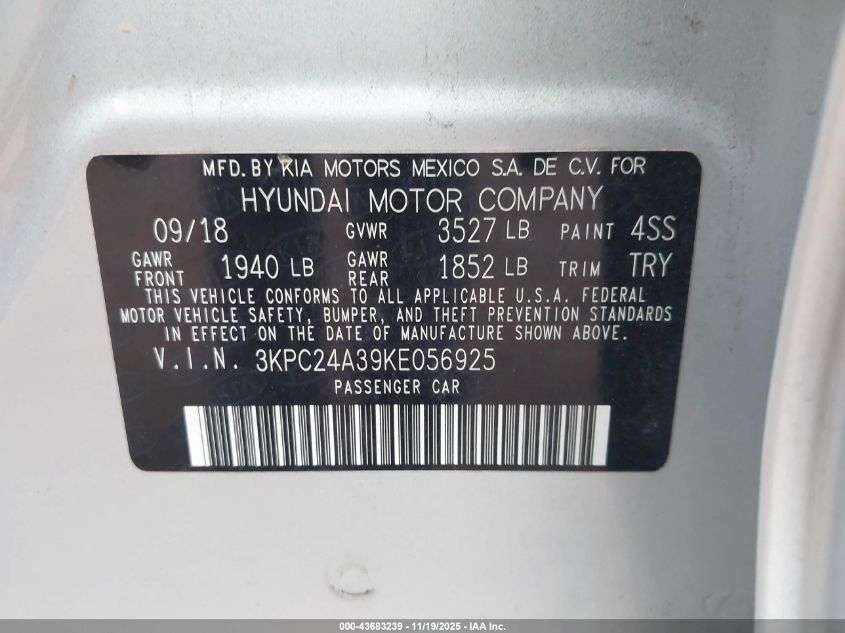 MFD. BY KIA MOTORS MEXICO S.A. DE C.V. FOR
HYUNDAI MOTOR COMPANY
09/18 GVWR 3527 LB PAINT 4SS
GAWR FRONT 1940 LB GAWR REAR 1852 LB TRIM TRY
THIS VEHICLE CONFORMS TO ALL APPLICABLE U.S.A. FEDERAL
MOTOR VEHICLE SAFETY, BUMPER, AND THEFT PREVENTION STANDARDS
IN EFFECT ON THE DATE OF MANUFACTURE SHOWN ABOVE.
V.I.N. 3KPC24A39KE056925
PASSENGER CAR
000-43683239 - 11/19/2025 - IAA Inc.